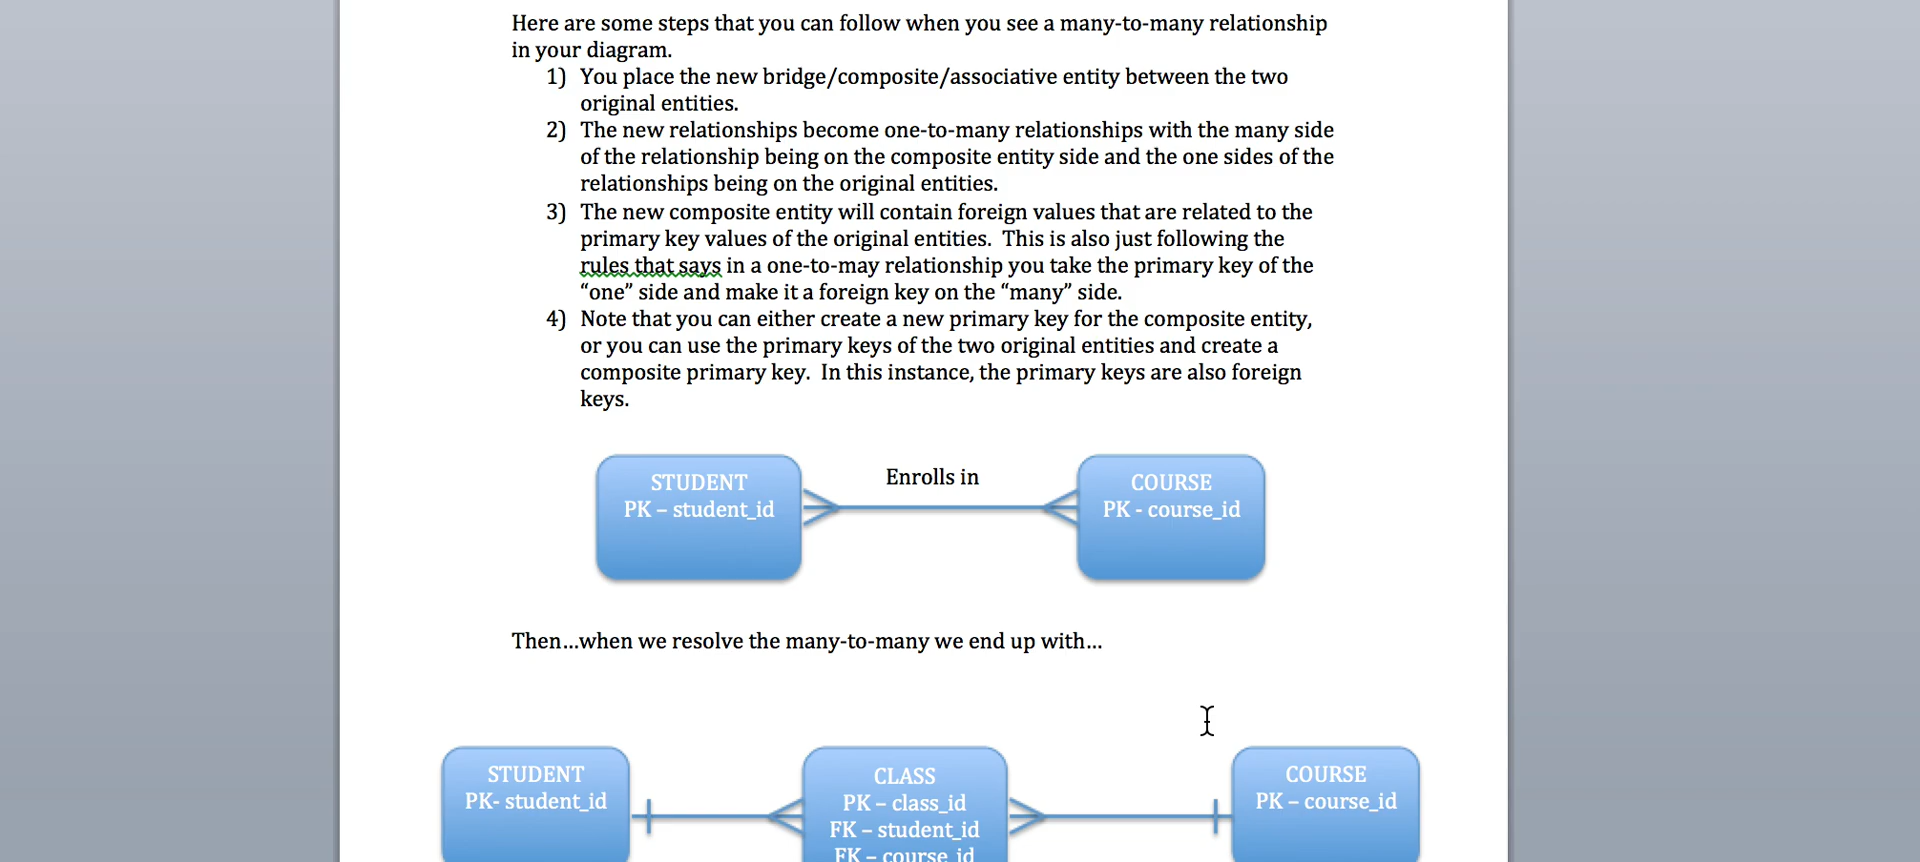 Here are some steps that you can follow when you see a many-to-many relationship
in your diagram.
1) You place the new bridge/composite/associative entity between the two
original entities.
2) The new relationships become one-to-many relationships with the many side
of the relationship being on the composite entity side and the one sides of the
relationships being on the original entities.
3) The new composite entity will contain foreign values that are related to the
primary key values of the original entities.  This is also just following the
rules that says in a one-to-may relationship you take the primary key of the
“one” side and make it a foreign key on the “many” side.
4) Note that you can either create a new primary key for the composite entity,
or you can use the primary keys of the two original entities and create a
composite primary key.  In this instance, the primary keys are also foreign
keys.
STUDENT
PK – student_id
Enrolls in
COURSE
PK - course_id
Then...when we resolve the many-to-many we end up with...
STUDENT
PK- student_id
CLASS
PK – class_id
FK – student_id
FK – course_id
COURSE
PK – course_id